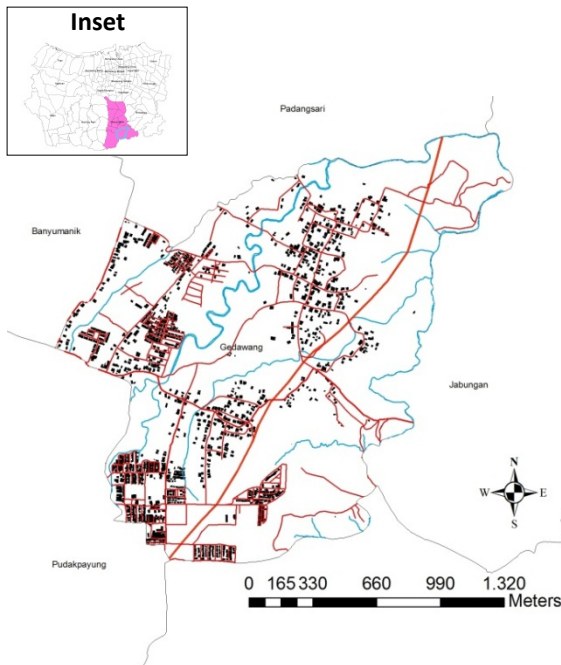 Inset
Padangsari
Banyumanik
Gedawang
Jabungan
N
W E
S
Pudakpayung
0 165 330 660 990 1.320
Meters